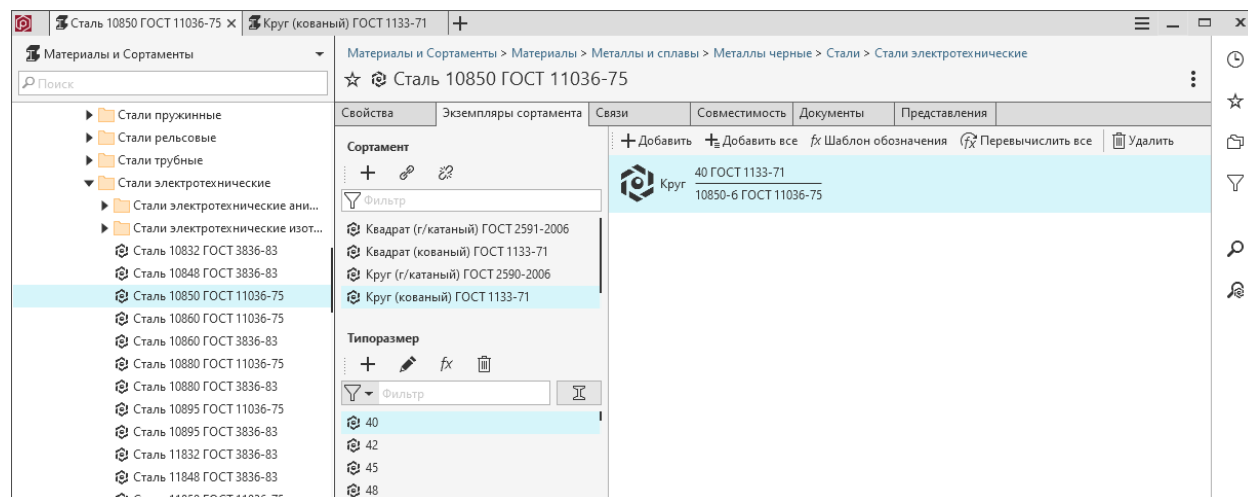 Сталь 10850 ГОСТ 11036-75
Круг (кованый) ГОСТ 1133-71
Материалы и Сортаменты
Поиск
Стали пружинные
Стали рельсовые
Стали трубные
Стали электротехнические
Стали электротехнические ани...
Стали электротехнические изот...
Сталь 10832 ГОСТ 3836-83
Сталь 10848 ГОСТ 3836-83
Сталь 10850 ГОСТ 11036-75
Сталь 10860 ГОСТ 11036-75
Сталь 10860 ГОСТ 3836-83
Сталь 10880 ГОСТ 11036-75
Сталь 10880 ГОСТ 3836-83
Сталь 10895 ГОСТ 11036-75
Сталь 10895 ГОСТ 3836-83
Сталь 11832 ГОСТ 3836-83
Сталь 11848 ГОСТ 3836-83
Материалы и Сортаменты > Материалы > Металлы и сплавы > Металлы черные > Стали > Стали электротехнические
Сталь 10850 ГОСТ 11036-75
Свойства Экземпляры сортамента Связи Совместимость Документы Представления
Сортамент
Фильтр
Квадрат (г/катаный) ГОСТ 2591-2006
Квадрат (кованый) ГОСТ 1133-71
Круг (г/катаный) ГОСТ 2590-2006
Круг (кованый) ГОСТ 1133-71
Типоразмер
fx
Фильтр
40
42
45
48
Добавить Добавить все fx Шаблон обозначения fx Перевычислить все Удалить
40 ГОСТ 1133-71
Круг
10850-6 ГОСТ 11036-75